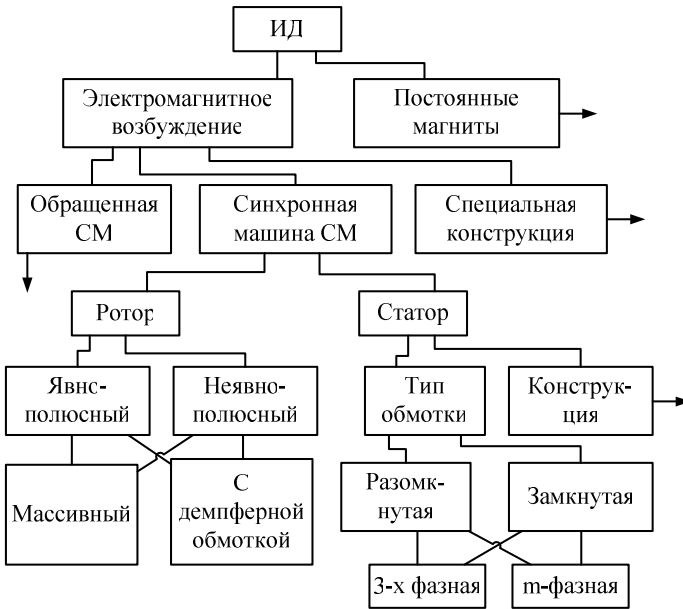 ИД
Электромагнитное
возбуждение
Постоянные
магниты
Обращенная
СМ
Синхронная
машина СМ
Специальная
конструкция
Ротор
Статор
Явно-
полюсный
Неявно-
полюсный
Тип
обмотки
Конструк-
ция
Массивный
С
демпферной
обмоткой
Разомк-
нутая
Замкнутая
3-х фазная
m-фазная